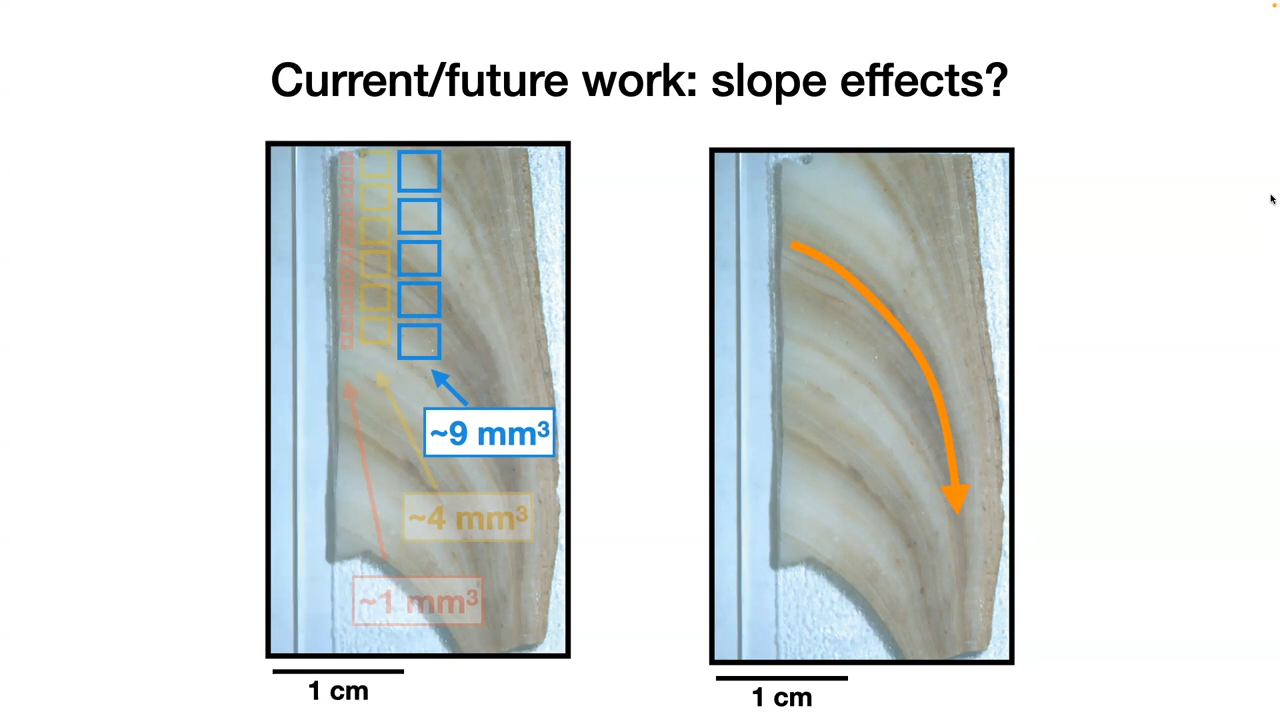 Current/future work: slope effects?
~9 mm³
~4 mm³
~1 mm³
1 cm
1 cm